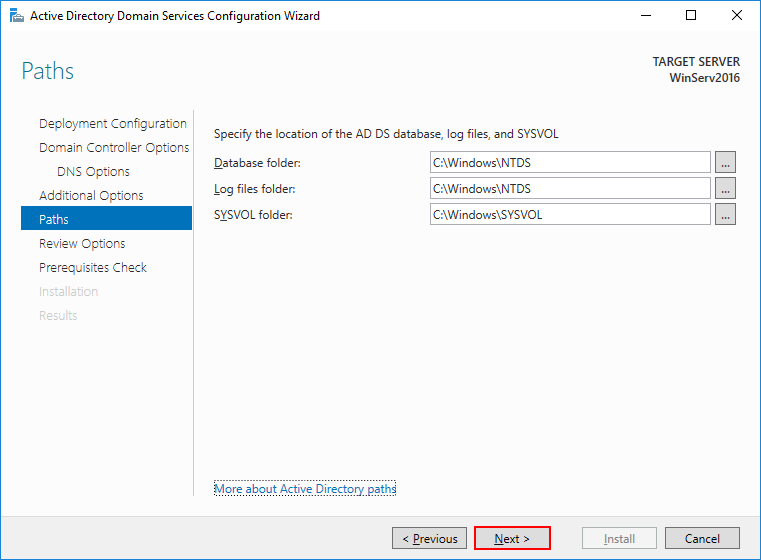 Active Directory Domain Services Configuration Wizard
Paths
TARGET SERVER
WinServ2016
Deployment Configuration
Domain Controller Options
DNS Options
Additional Options
Paths
Review Options
Prerequisites Check
Installation
Results
Specify the location of the AD DS database, log files, and SYSVOL
Database folder: C:\Windows\NTDS ...
Log files folder: C:\Windows\NTDS ...
SYSVOL folder: C:\Windows\SYSVOL ...
More about Active Directory paths
< Previous Next > Install Cancel